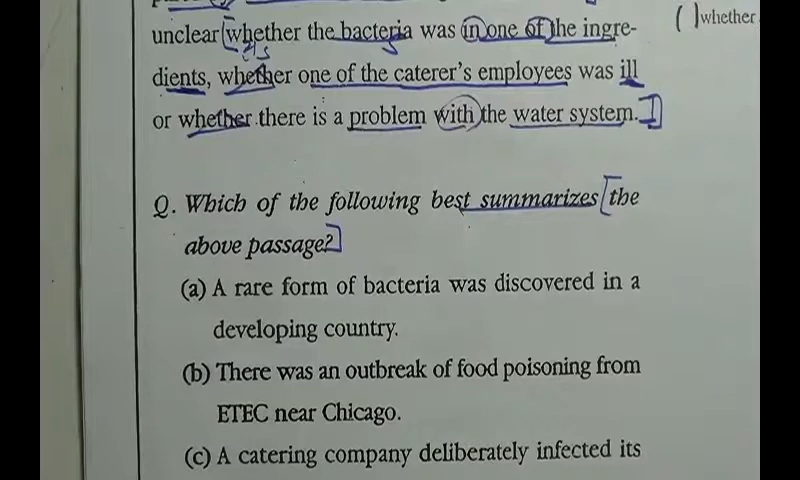 unclear whether the bacteria was in one of the ingre-
( )whether
dients, whether one of the caterer's employees was ill
or whether there is a problem with the water system.
Q. Which of the following best summarizes the
above passage?
(a) A rare form of bacteria was discovered in a
developing country.
(b) There was an outbreak of food poisoning from
ETEC near Chicago.
(c) A catering company deliberately infected its